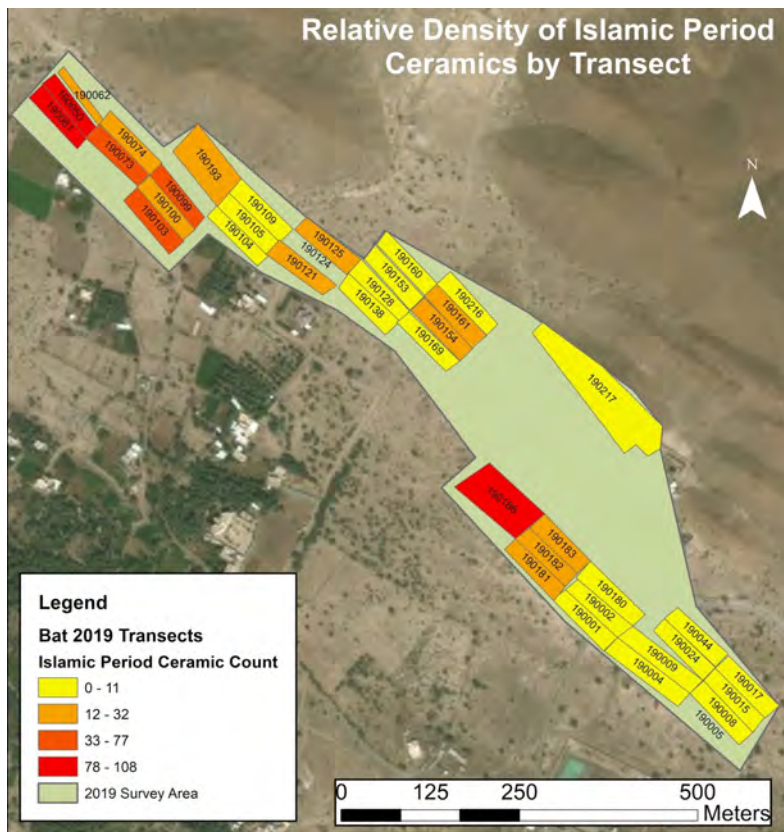 Relative Density of Islamic Period
Ceramics by Transect
190062
190061
190074
190073
190099
190100
190103
190193
190109
190105
190104
190125
190124
190121
190160
190153
190128
190138
190216
190161
190154
190169
190217
190183
190182
190181
190180
190002
190001
190009
190004
190044
190024
190017
190015
190008
190005
N
Legend
Bat 2019 Transects
Islamic Period Ceramic Count
0 - 11
12 - 32
33 - 77
78 - 108
2019 Survey Area
0 125 250 500
Meters